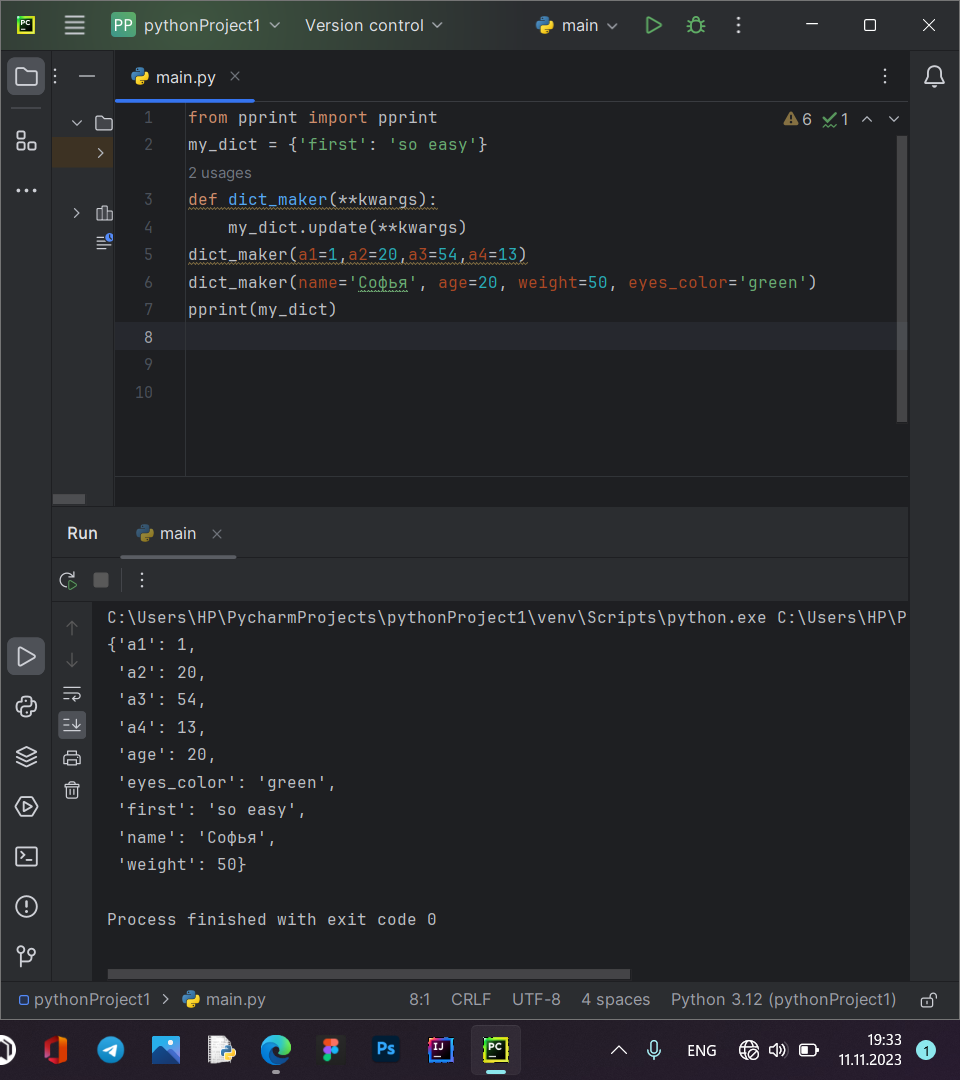 PC PP pythonProject1 Version control main
main.py
6 1
1 from pprint import pprint
2 my_dict = {'first': 'so easy'}
2 usages
3 def dict_maker(**kwargs):
4     my_dict.update(**kwargs)
5 dict_maker(a1=1,a2=20,a3=54,a4=13)
6 dict_maker(name='Софья', age=20, weight=50, eyes_color='green')
7 pprint(my_dict)
8
9
10
Run main
C:\Users\HP\PycharmProjects\pythonProject1\venv\Scripts\python.exe C:\Users\HP\P
{'a1': 1,
 'a2': 20,
 'a3': 54,
 'a4': 13,
 'age': 20,
 'eyes_color': 'green',
 'first': 'so easy',
 'name': 'Софья',
 'weight': 50}
Process finished with exit code 0
pythonProject1 > main.py 8:1 CRLF UTF-8 4 spaces Python 3.12 (pythonProject1)
Ps IJ PC ENG 19:33 1
11.11.2023